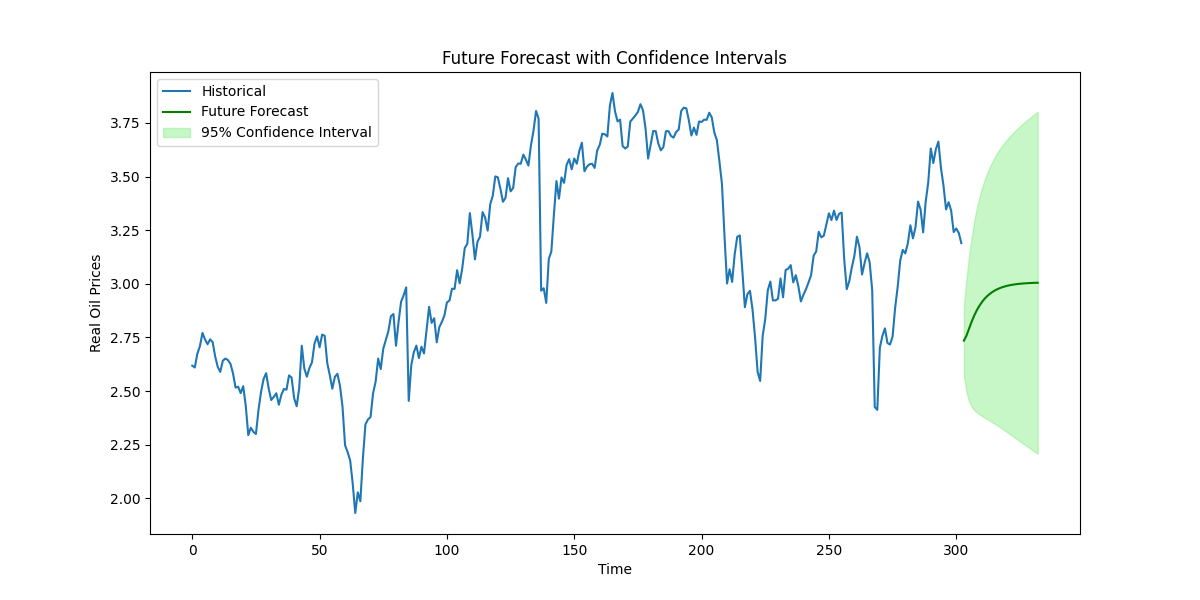 Future Forecast with Confidence Intervals
Historical
Future Forecast
95% Confidence Interval
Real Oil Prices
3.75
3.50
3.25
3.00
2.75
2.50
2.25
2.00
0 50 100 150 200 250 300
Time